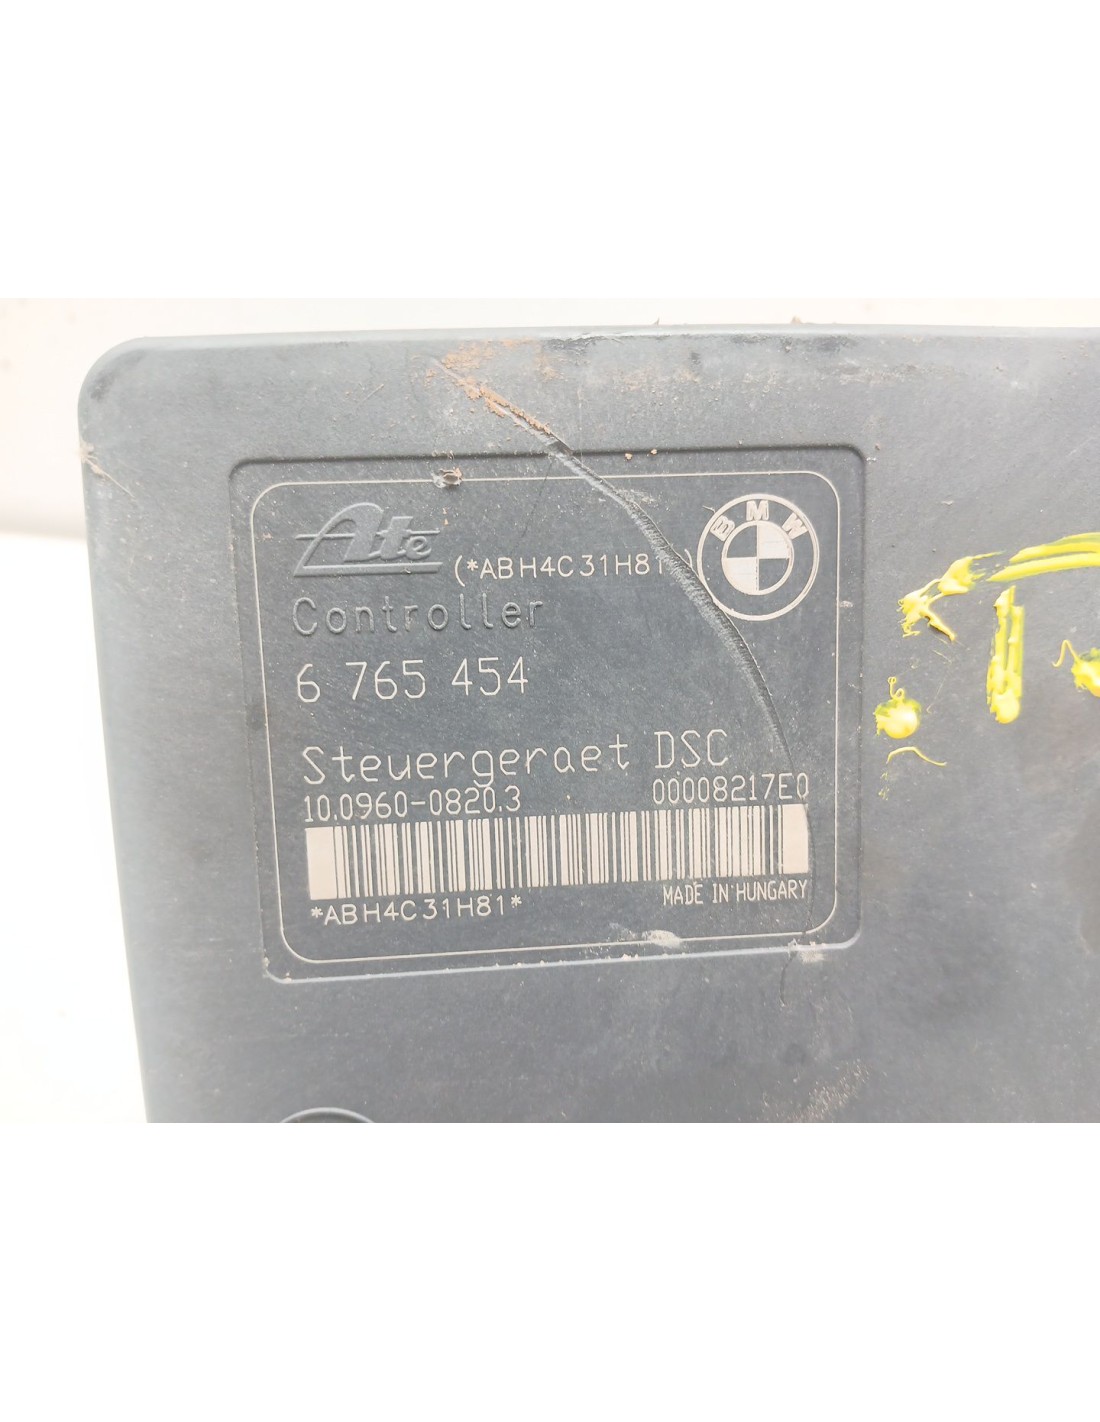 Ate (*ABH4C31H81*) BMW
Controller
6 765 454
Steuergeraet DSC
10.0960-0820.3 00008217E0
*ABH4C31H81* MADE IN HUNGARY